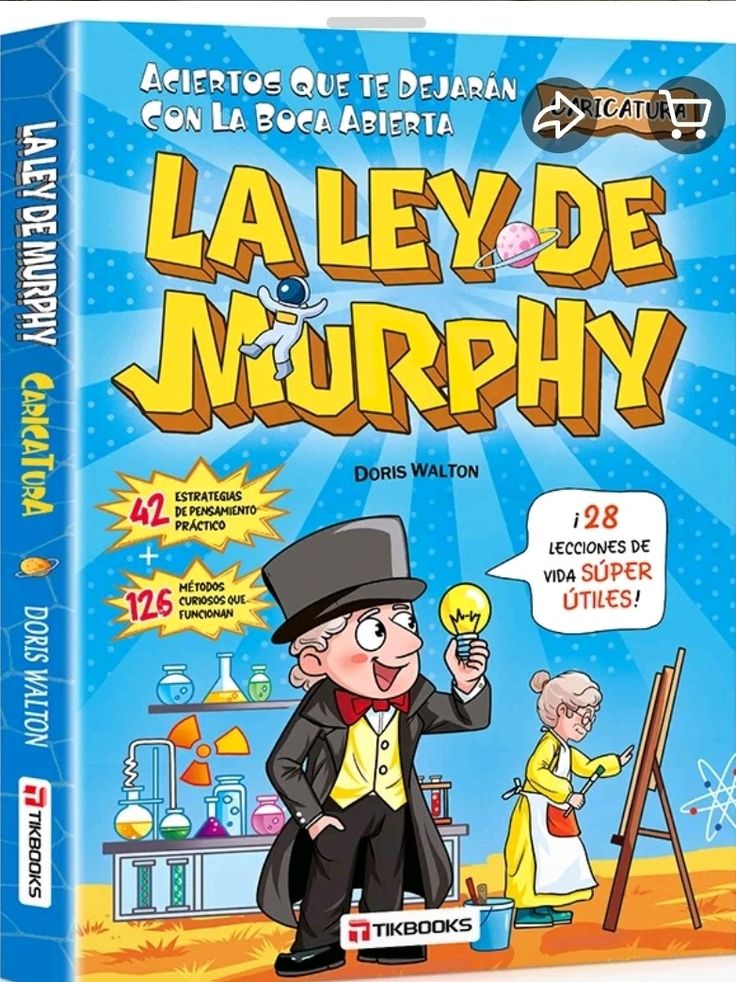 ACIERTOS QUE TE DEJARÁN
CON LA BOCA ABIERTA
CARICATURA
LA LEY DE
MURPHY
DORIS WALTON
42 ESTRATEGIAS
DE PENSAMIENTO
PRÁCTICO
+
126 MÉTODOS
CURIOSOS QUE
FUNCIONAN
¡28
LECCIONES DE
VIDA SÚPER
ÚTILES!
TIKBOOKS
LA LEY DE MURPHY CARICATURA DORIS WALTON
TIKBOOKS